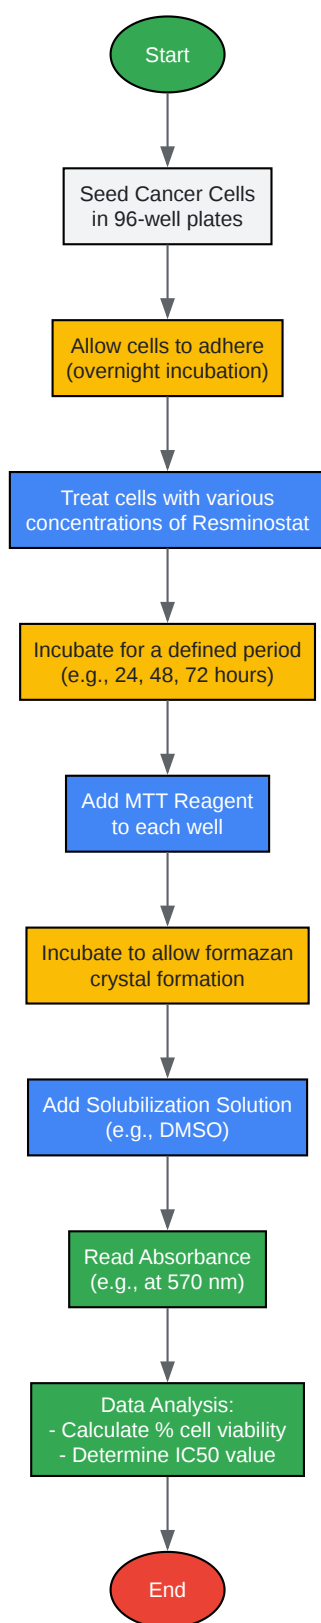 Start
Seed Cancer Cells
in 96-well plates
Allow cells to adhere
(overnight incubation)
Treat cells with various
concentrations of Resminostat
Incubate for a defined period
(e.g., 24, 48, 72 hours)
Add MTT Reagent
to each well
Incubate to allow formazan
crystal formation
Add Solubilization Solution
(e.g., DMSO)
Read Absorbance
(e.g., at 570 nm)
Data Analysis:
- Calculate % cell viability
- Determine IC50 value
End